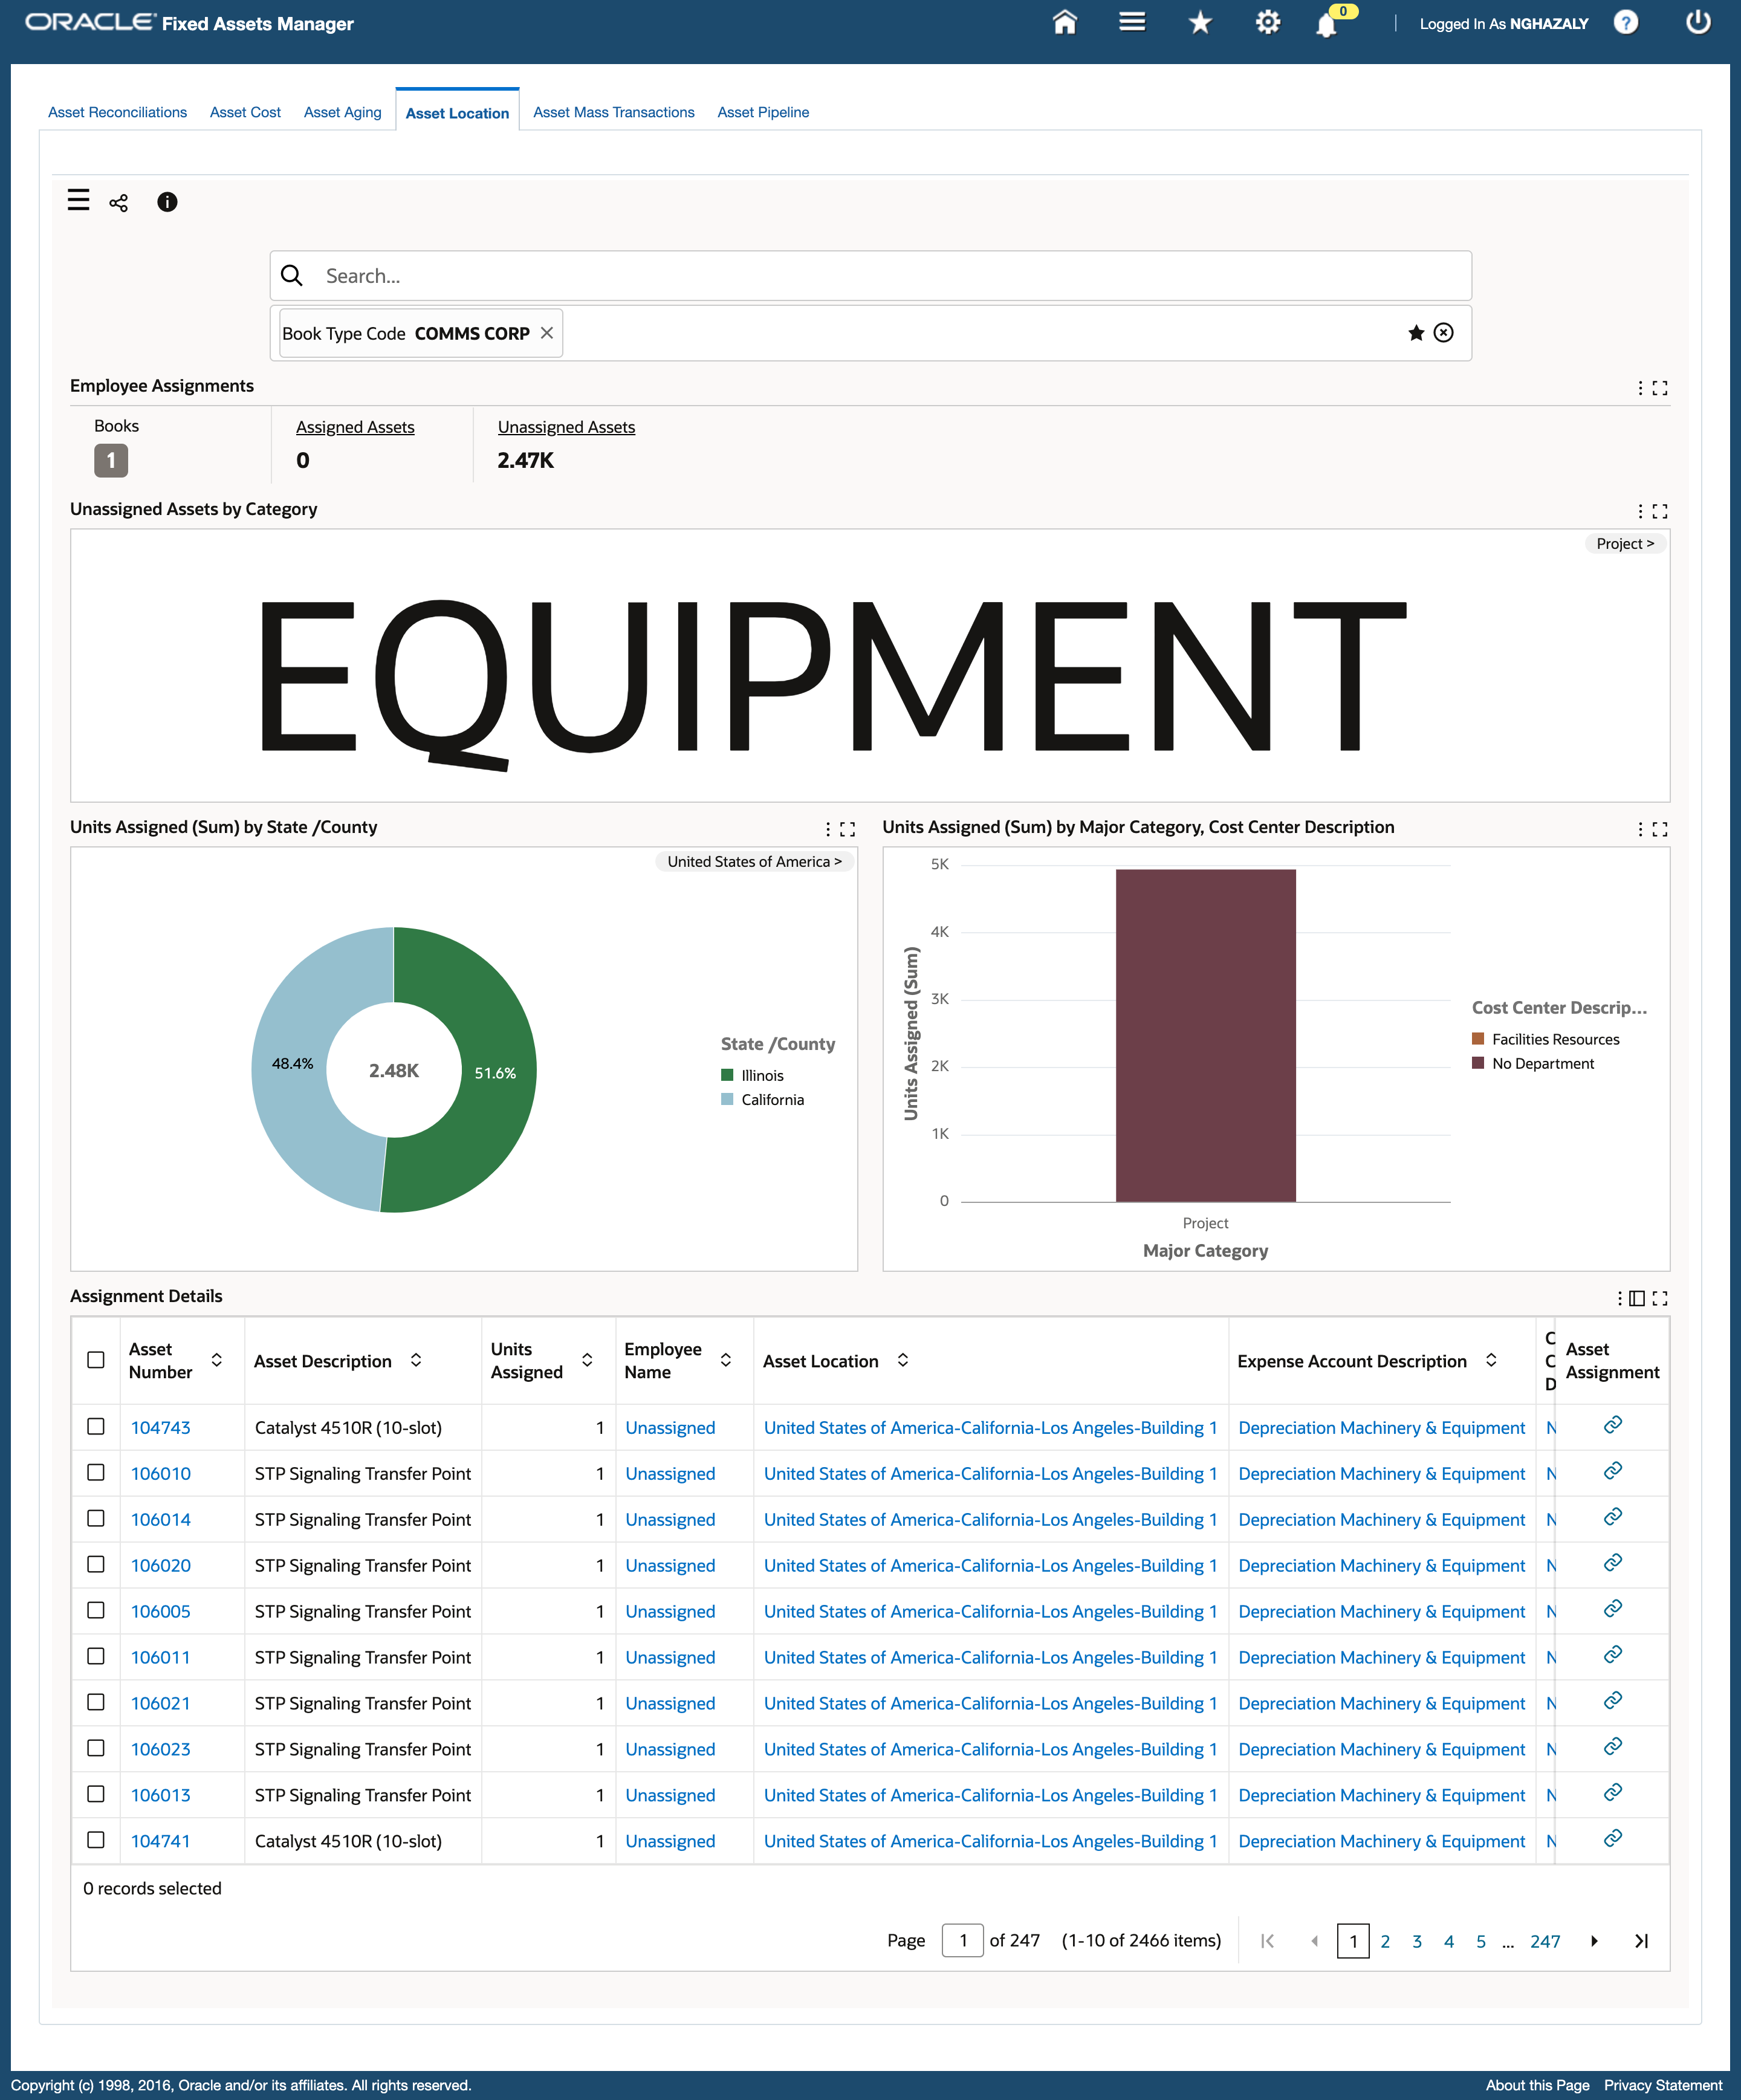 ORACLE Fixed Assets Manager
0
Logged In As NGHAZALY
Asset Reconciliations
Asset Cost
Asset Aging
Asset Location
Asset Mass Transactions
Asset Pipeline
Search...
Book Type Code COMMS CORP
Employee Assignments
Books
1
Assigned Assets
0
Unassigned Assets
2.47K
Unassigned Assets by Category
Project >
EQUIPMENT
Units Assigned (Sum) by State /County
United States of America >
48.4%
2.48K
51.6%
State /County
Illinois
California
Units Assigned (Sum) by Major Category, Cost Center Description
5K
4K
3K
2K
1K
0
Units Assigned (Sum)
Project
Major Category
Cost Center Descrip...
Facilities Resources
No Department
Assignment Details
Asset Number
Asset Description
Units Assigned
Employee Name
Asset Location
Expense Account Description
C
C
D
Asset Assignment
104743 Catalyst 4510R (10-slot) 1 Unassigned United States of America-California-Los Angeles-Building 1 Depreciation Machinery & Equipment N
106010 STP Signaling Transfer Point 1 Unassigned United States of America-California-Los Angeles-Building 1 Depreciation Machinery & Equipment N
106014 STP Signaling Transfer Point 1 Unassigned United States of America-California-Los Angeles-Building 1 Depreciation Machinery & Equipment N
106020 STP Signaling Transfer Point 1 Unassigned United States of America-California-Los Angeles-Building 1 Depreciation Machinery & Equipment N
106005 STP Signaling Transfer Point 1 Unassigned United States of America-California-Los Angeles-Building 1 Depreciation Machinery & Equipment N
106011 STP Signaling Transfer Point 1 Unassigned United States of America-California-Los Angeles-Building 1 Depreciation Machinery & Equipment N
106021 STP Signaling Transfer Point 1 Unassigned United States of America-California-Los Angeles-Building 1 Depreciation Machinery & Equipment N
106023 STP Signaling Transfer Point 1 Unassigned United States of America-California-Los Angeles-Building 1 Depreciation Machinery & Equipment N
106013 STP Signaling Transfer Point 1 Unassigned United States of America-California-Los Angeles-Building 1 Depreciation Machinery & Equipment N
104741 Catalyst 4510R (10-slot) 1 Unassigned United States of America-California-Los Angeles-Building 1 Depreciation Machinery & Equipment N
0 records selected
Page 1 of 247 (1-10 of 2466 items) 1 2 3 4 5 ... 247
Copyright (c) 1998, 2016, Oracle and/or its affiliates. All rights reserved.
About this Page Privacy Statement